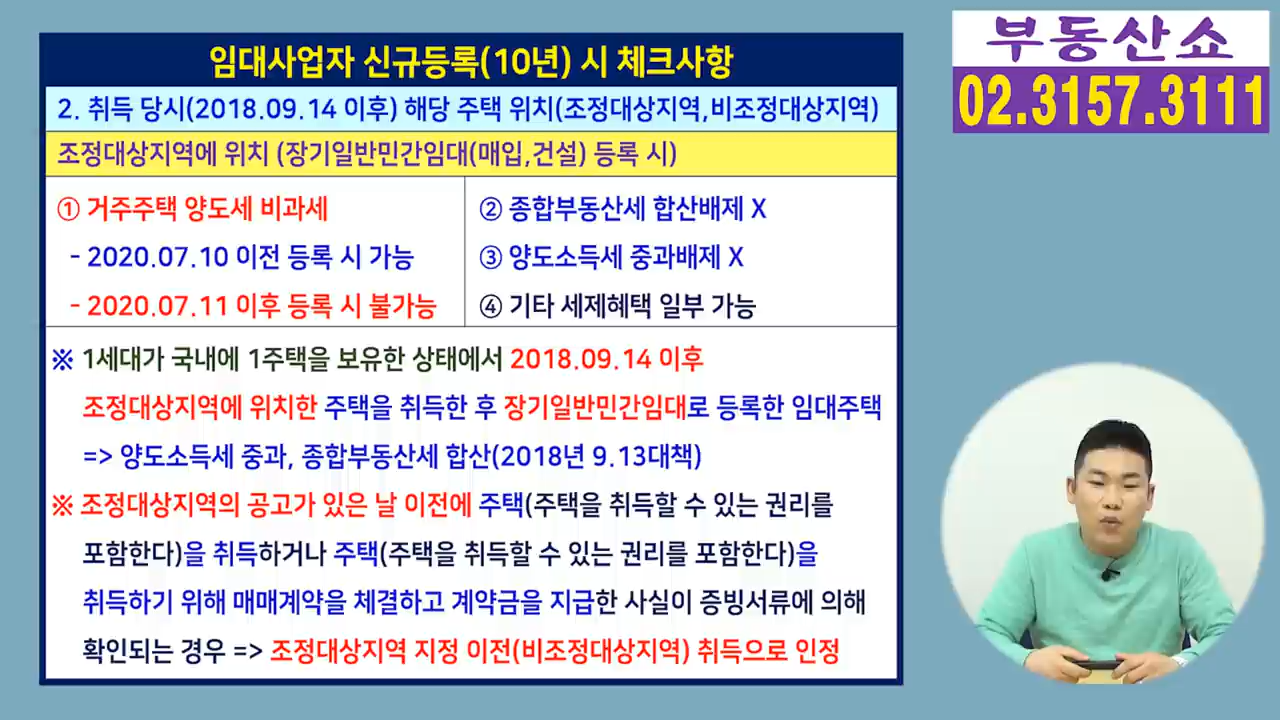 부동산쇼
02.3157.3111
임대사업자 신규등록(10년) 시 체크사항
2. 취득 당시(2018.09.14 이후) 해당 주택 위치(조정대상지역,비조정대상지역)
조정대상지역에 위치 (장기일반민간임대(매입,건설) 등록 시)
① 거주주택 양도세 비과세
- 2020.07.10 이전 등록 시 가능
- 2020.07.11 이후 등록 시 불가능
② 종합부동산세 합산배제 X
③ 양도소득세 중과배제 X
④ 기타 세제혜택 일부 가능
※ 1세대가 국내에 1주택을 보유한 상태에서 2018.09.14 이후
조정대상지역에 위치한 주택을 취득한 후 장기일반민간임대로 등록한 임대주택
=> 양도소득세 중과, 종합부동산세 합산(2018년 9.13대책)
※ 조정대상지역의 공고가 있은 날 이전에 주택(주택을 취득할 수 있는 권리를
포함한다)을 취득하거나 주택(주택을 취득할 수 있는 권리를 포함한다)을
취득하기 위해 매매계약을 체결하고 계약금을 지급한 사실이 증빙서류에 의해
확인되는 경우 => 조정대상지역 지정 이전(비조정대상지역) 취득으로 인정